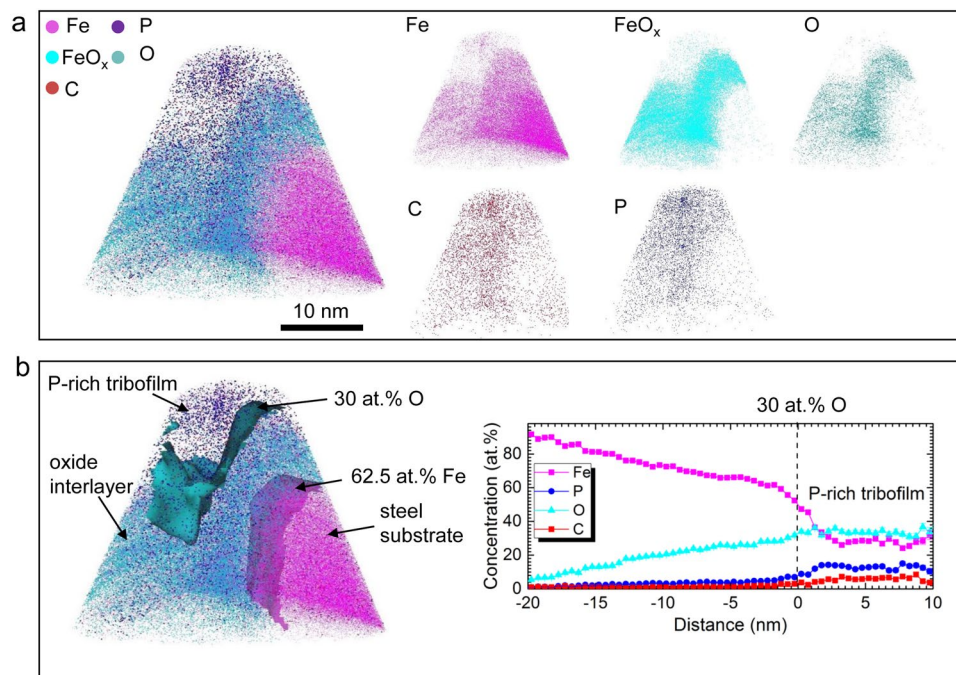 a
Fe P
FeOx O
C
10 nm
Fe
FeOx
O
C
P
b
P-rich tribofilm
30 at.% O
oxide
interlayer
62.5 at.% Fe
steel
substrate
30 at.% O
Concentration (at.%)
80
60
40
20
0
Fe
P
O
C
P-rich tribofilm
-20 -15 -10 -5 0 5 10
Distance (nm)